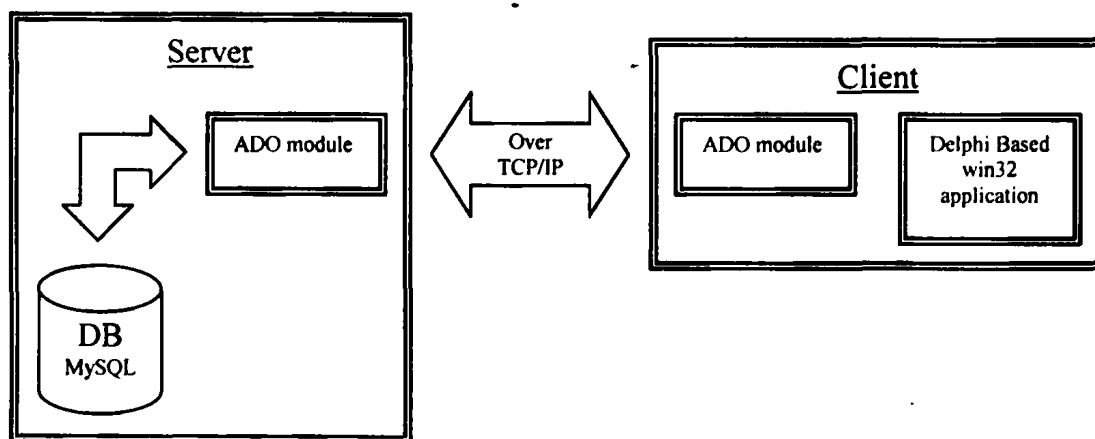 Server
ADO module
DB
MySQL
Over
TCP/IP
Client
ADO module
Delphi Based
win32
application